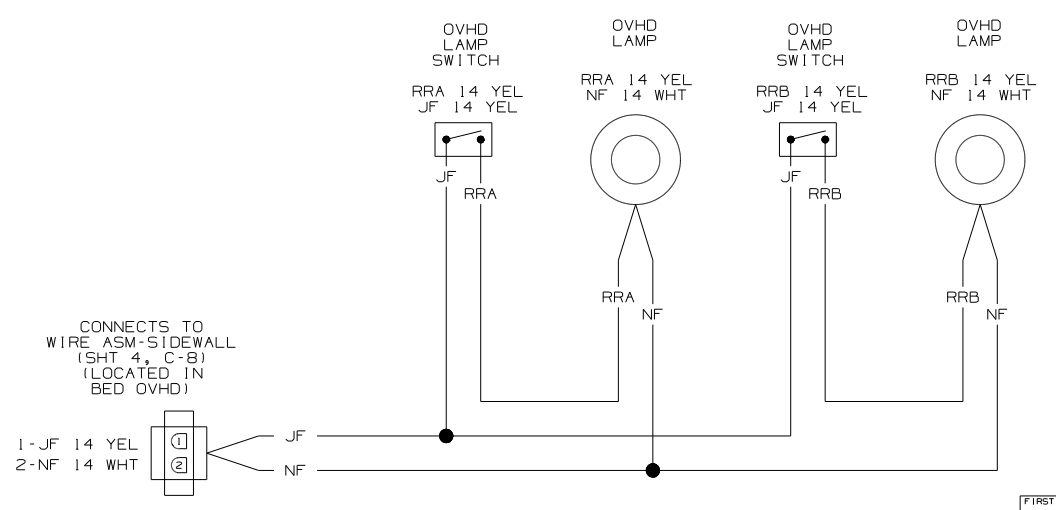 OVHD
LAMP
SWITCH
RRA 14 YEL
JF 14 YEL
JF
RRA
OVHD
LAMP
RRA 14 YEL
NF 14 WHT
RRA
NF
OVHD
LAMP
SWITCH
RRB 14 YEL
JF 14 YEL
JF
RRB
OVHD
LAMP
RRB 14 YEL
NF 14 WHT
RRB
NF
CONNECTS TO
WIRE ASM-SIDEWALL
(SHT 4, C-8)
(LOCATED IN
BED OVHD)
1-JF 14 YEL
2-NF 14 WHT
1
2
JF
NF
FIRST